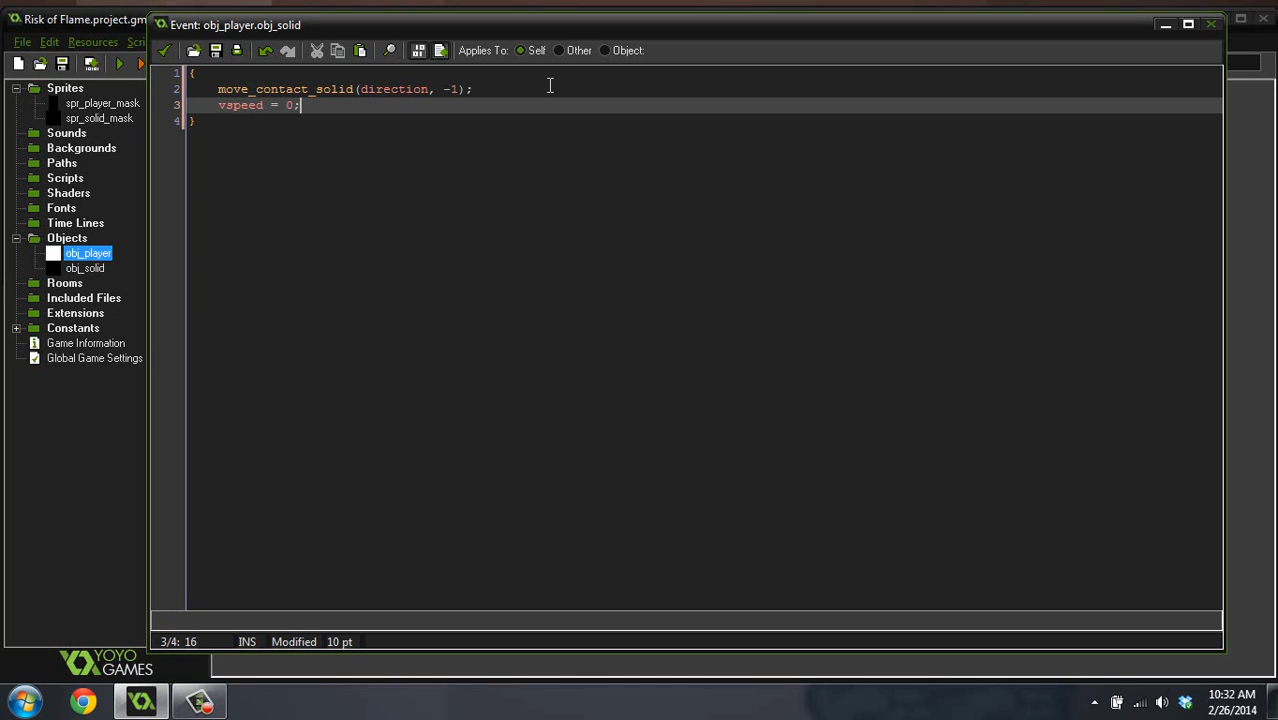 Risk of Flame.project.gm
Event: obj_player.obj_solid
File Edit Resources Scri
Applies To: Self Other Object:
1 {
2 move_contact_solid(direction, -1);
3 vspeed = 0;
4 }
Sprites
spr_player_mask
spr_solid_mask
Sounds
Backgrounds
Paths
Scripts
Shaders
Fonts
Time Lines
Objects
obj_player
obj_solid
Rooms
Included Files
Extensions
Constants
Game Information
Global Game Settings
3/4: 16 INS Modified 10 pt
YOYO
GAMES
10:32 AM
2/26/2014